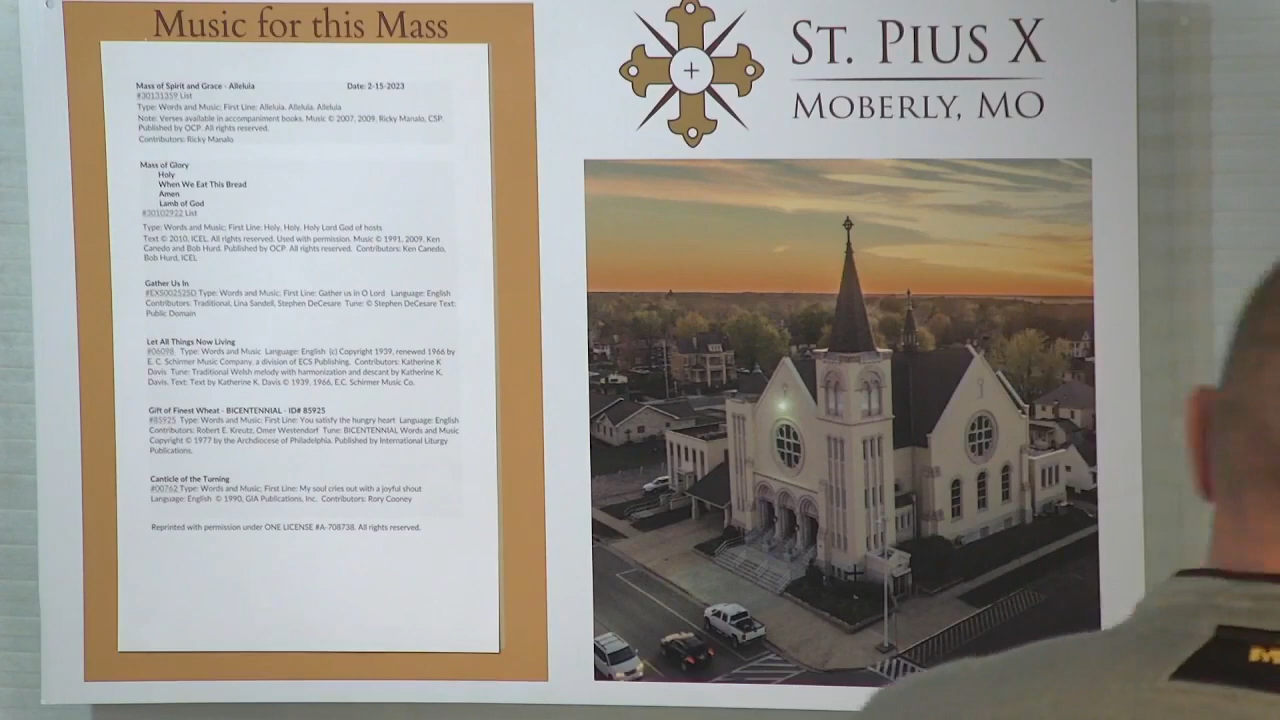 Music for this Mass
Mass of Spirit and Grace - Alleluia Date: 2-15-2023
#30131359 List
Type: Words and Music; First Line: Alleluia, Alleluia, Alleluia
Note: Verses available in accompaniment books. Music © 2007, 2009, Ricky Manalo, CSP.
Published by OCP. All rights reserved.
Contributors: Ricky Manalo
Mass of Glory
Holy
When We Eat This Bread
Amen
Lamb of God
#30102922 List
Type: Words and Music; First Line: Holy, Holy, Holy Lord God of hosts
Text © 2010, ICEL. All rights reserved. Used with permission. Music © 1991, 2009, Ken
Canedo and Bob Hurd. Published by OCP. All rights reserved. Contributors: Ken Canedo,
Bob Hurd, ICEL
Gather Us In
Type: Words and Music; First Line: Gather us in O Lord Language: English
Contributors: Traditional, Lina Sandell, Stephen DeCesare Tune: © Stephen DeCesare Text:
Public Domain
Let All Things Now Living
#06098 Type: Words and Music Language: English (c) Copyright 1939, renewed 1966 by
E. C. Schirmer Music Company, a division of ECS Publishing. Contributors: Katherine K
Davis Tune: Traditional Welsh melody with harmonization and descant by Katherine K.
Davis. Text: Text by Katherine K. Davis © 1939, 1966, E.C. Schirmer Music Co.
Gift of Finest Wheat - BICENTENNIAL - ID# 85925
#85925 Type: Words and Music; First Line: You satisfy the hungry heart Language: English
Contributors: Robert E. Kreutz, Omer Westendorf Tune: BICENTENNIAL Words and Music
Copyright © 1977 by the Archdiocese of Philadelphia. Published by International Liturgy
Publications.
Canticle of the Turning
#00762 Type: Words and Music; First Line: My soul cries out with a joyful shout
Language: English © 1990, GIA Publications, Inc. Contributors: Rory Cooney
Reprinted with permission under ONE LICENSE #A-708738. All rights reserved.
ST. PIUS X
MOBERLY, MO